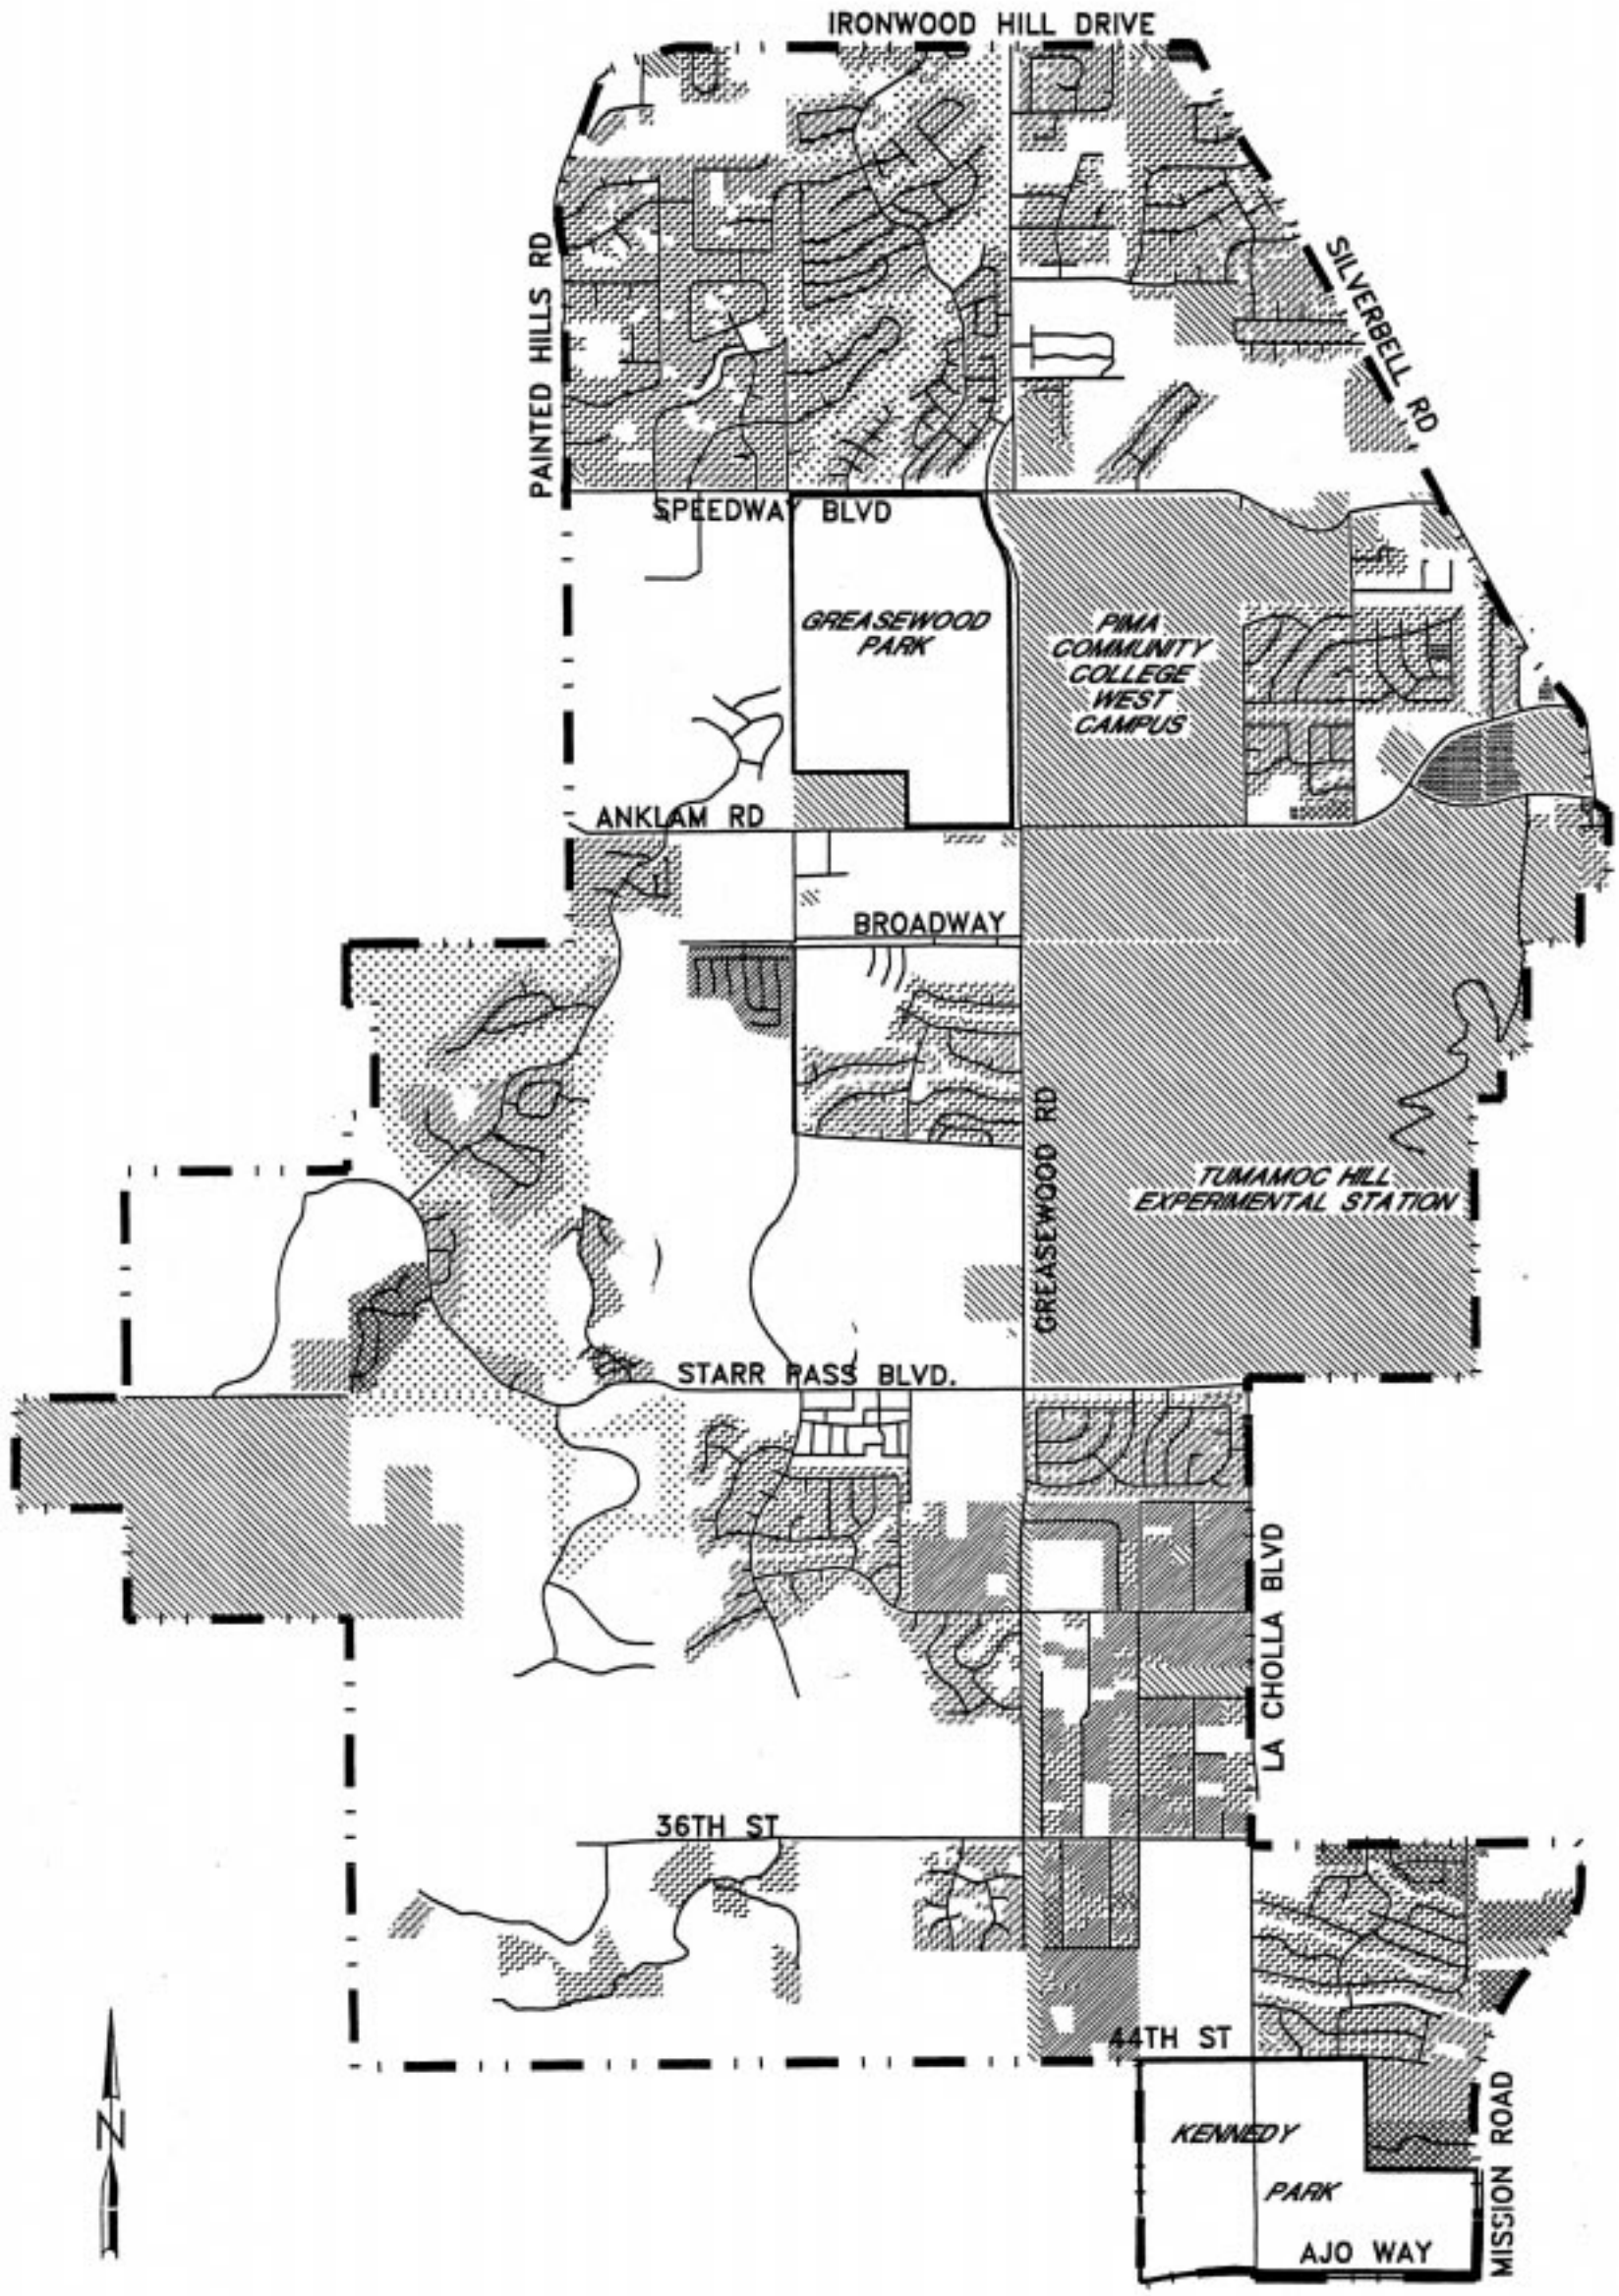 IRONWOOD HILL DRIVE
PAINTED HILLS RD
SILVERBELL RD
SPEEDWAY BLVD
GREASEWOOD
PARK
PIMA
COMMUNITY
COLLEGE
WEST
CAMPUS
ANKLAM RD
BROADWAY
GREASEWOOD RD
TUMAMOC HILL
EXPERIMENTAL STATION
STARR PASS BLVD.
LA CHOLLA BLVD
36TH ST
44TH ST
N
KENNEDY
PARK
MISSION ROAD
AJO WAY